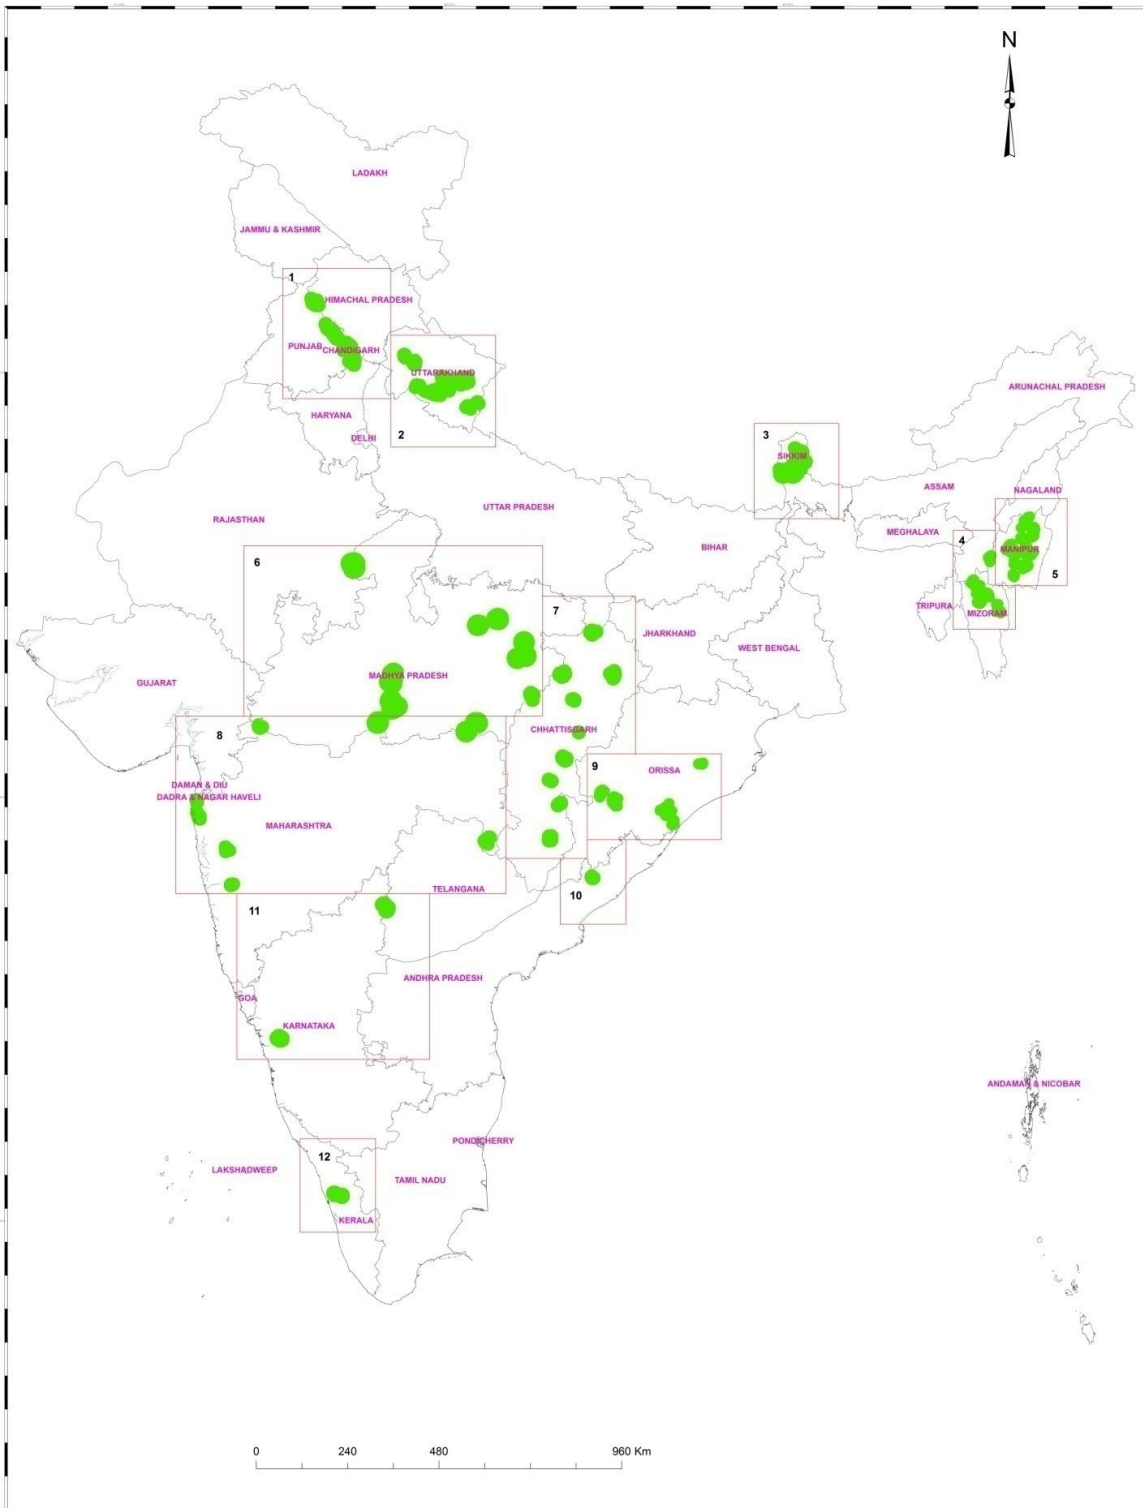 N
LADAKH
JAMMU & KASHMIR
1
HIMACHAL PRADESH
PUNJAB
CHANDIGARH
UTTARAKHAND
ARUNACHAL PRADESH
HARYANA
DELHI
2
3
SIKKIM
ASSAM
NAGALAND
UTTAR PRADESH
RAJASTHAN
MEGHALAYA
4
BIHAR
MANIPUR
6
5
7
TRIPURA
MIZORAM
JHARKHAND
WEST BENGAL
MADHYA PRADESH
GUJARAT
CHHATTISGARH
8
9
ORISSA
DAMAN & DIU
DADRA & NAGAR HAVELI
MAHARASHTRA
TELANGANA
10
11
ANDHRA PRADESH
GOA
KARNATAKA
ANDAMAN & NICOBAR
PONDICHERRY
12
LAKSHADWEEP
TAMIL NADU
KERALA
0 240 480 960 Km